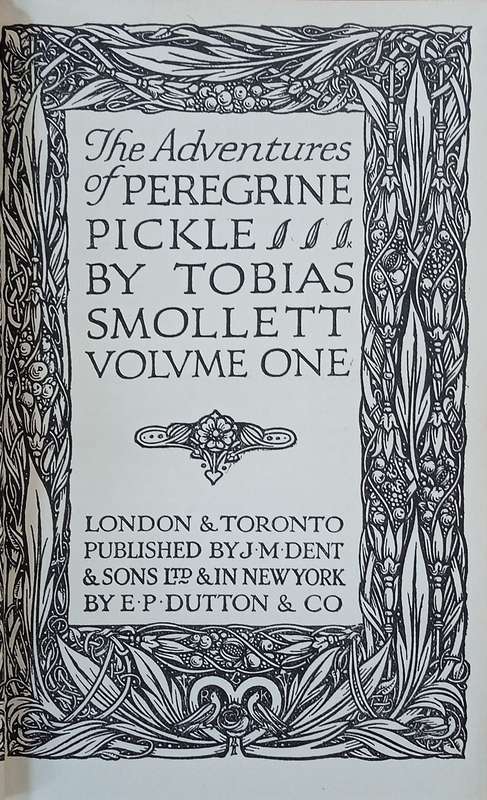 The Adventures
of PEREGRINE
PICKLE
BY TOBIAS
SMOLLETT
VOLVME ONE
LONDON & TORONTO
PUBLISHED BY J·M·DENT
& SONS LTD & IN NEW YORK
BY E·P·DUTTON & CO